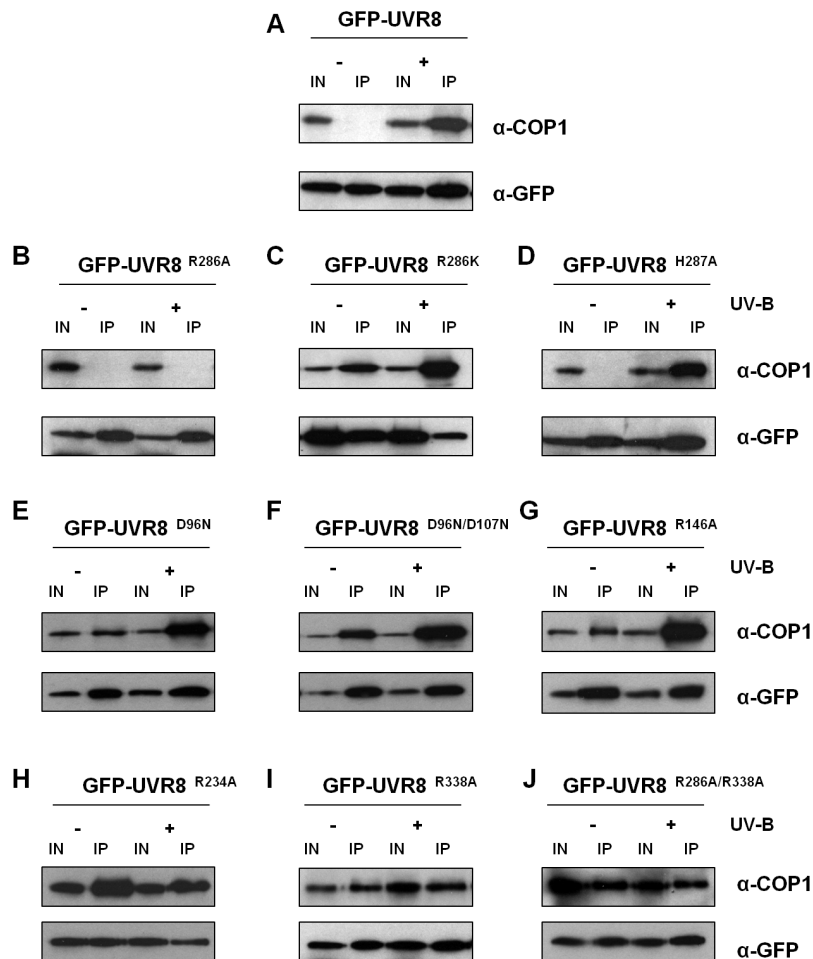 A
GFP-UVR8
- +
IN IP IN IP
α-COP1
α-GFP
B GFP-UVR8 R286A C GFP-UVR8 R286K D GFP-UVR8 H287A
- + - + - + UV-B
IN IP IN IP IN IP IN IP IN IP IN IP
α-COP1
α-GFP
E GFP-UVR8 D96N F GFP-UVR8 D96N/D107N G GFP-UVR8 R146A
- + - + - + UV-B
IN IP IN IP IN IP IN IP IN IP IN IP
α-COP1
α-GFP
H GFP-UVR8 R234A I GFP-UVR8 R338A J GFP-UVR8 R286A/R338A
- + - + - + UV-B
IN IP IN IP IN IP IN IP IN IP IN IP
α-COP1
α-GFP